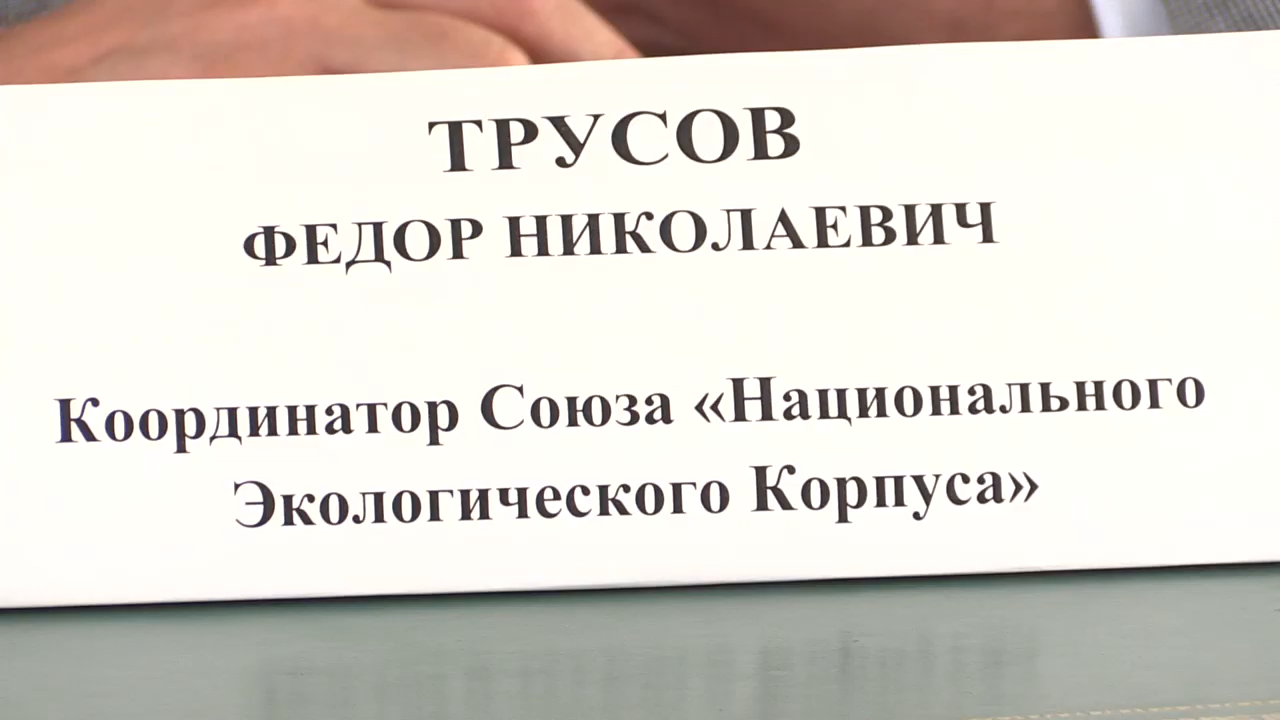 ТРУСОВ
ФЕДОР НИКОЛАЕВИЧ
Координатор Союза «Национального
Экологического Корпуса»